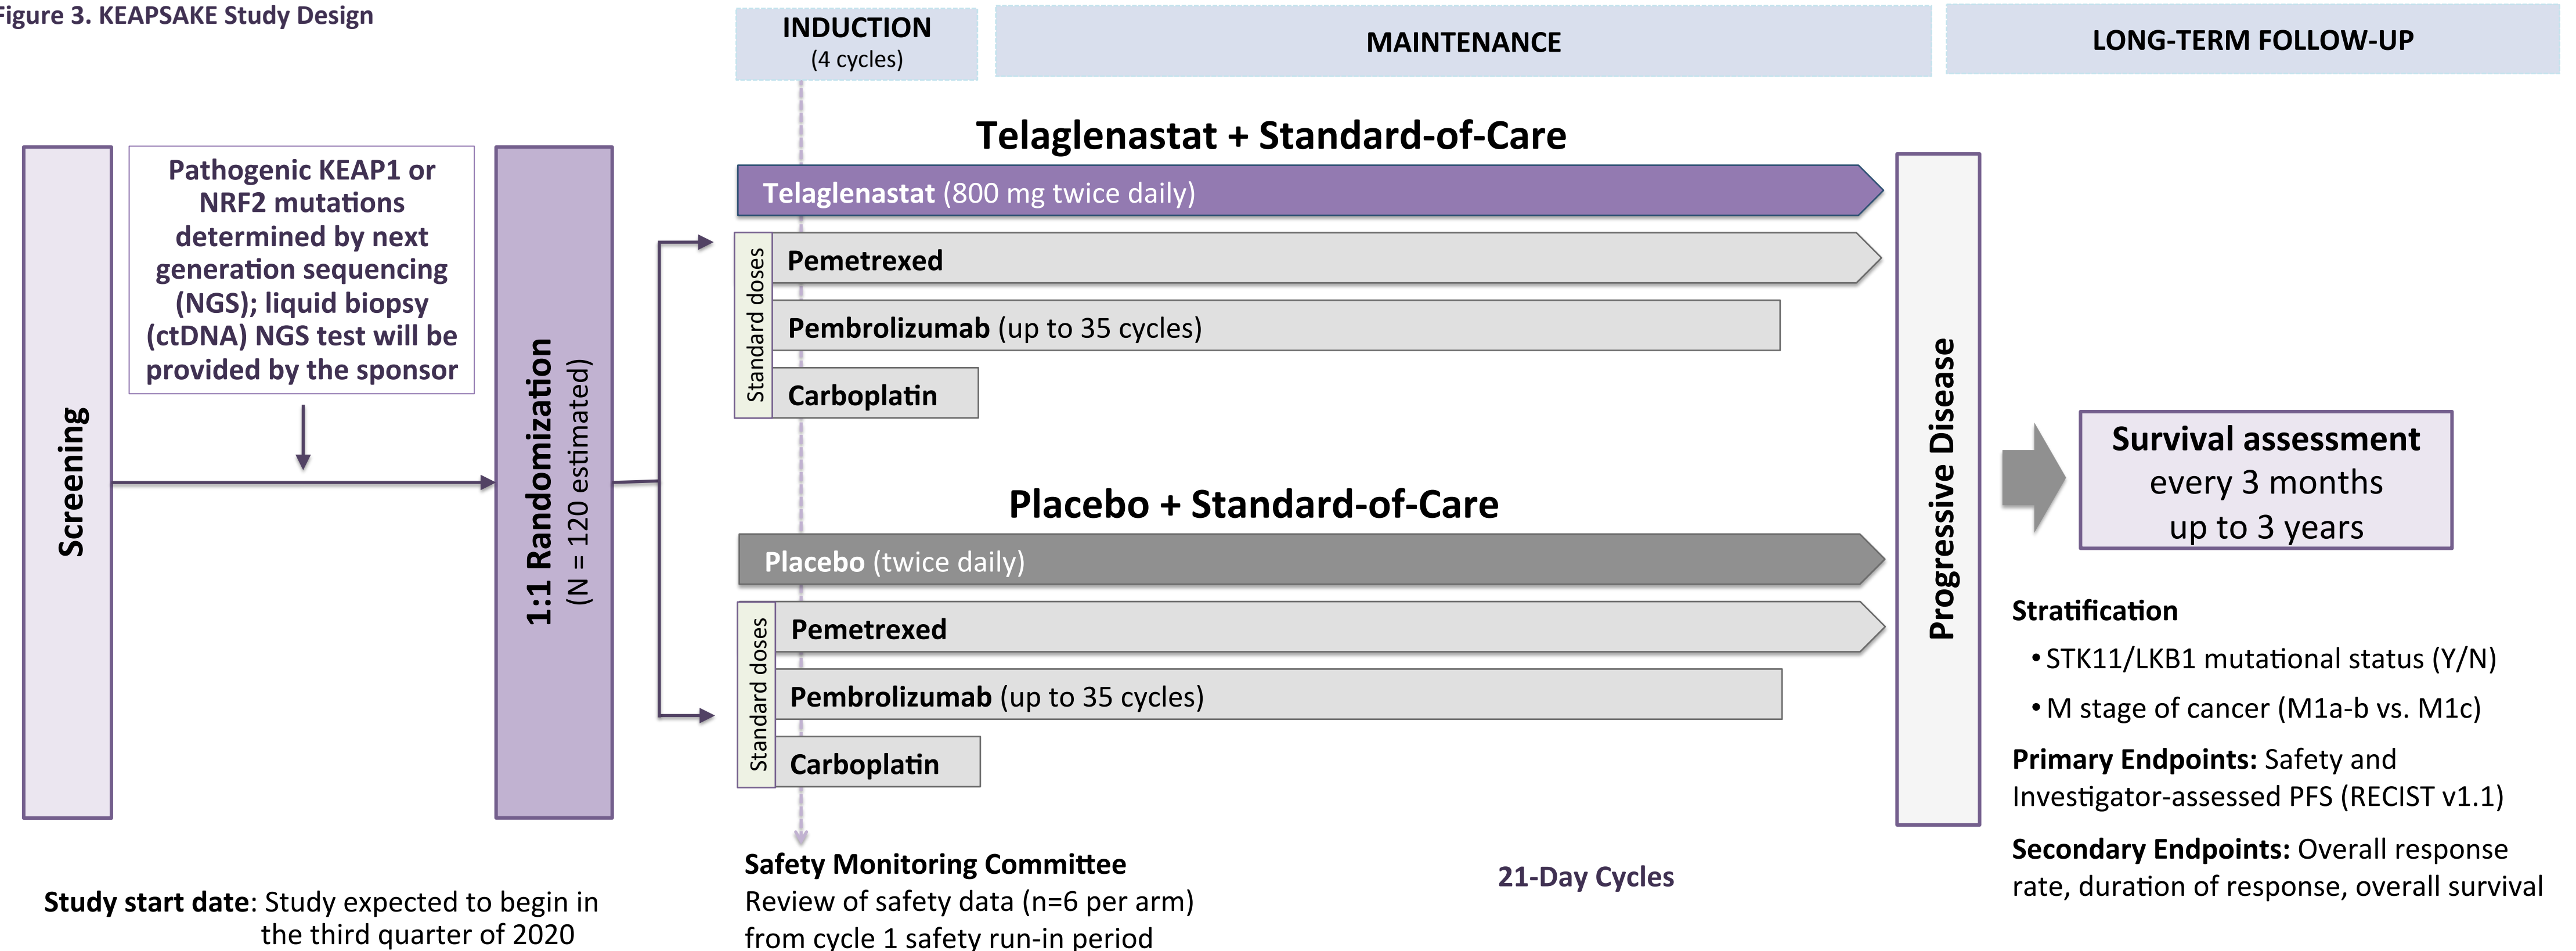 Figure 3. KEAPSAKE Study Design
INDUCTION
(4 cycles)
MAINTENANCE
LONG-TERM FOLLOW-UP
Screening
Pathogenic KEAP1 or
NRF2 mutations
determined by next
generation sequencing
(NGS); liquid biopsy
(ctDNA) NGS test will be
provided by the sponsor
1:1 Randomization
(N = 120 estimated)
Telaglenastat + Standard-of-Care
Telaglenastat (800 mg twice daily)
Standard doses
Pemetrexed
Pembrolizumab (up to 35 cycles)
Carboplatin
Placebo + Standard-of-Care
Placebo (twice daily)
Standard doses
Pemetrexed
Pembrolizumab (up to 35 cycles)
Carboplatin
Progressive Disease
Survival assessment
every 3 months
up to 3 years
Stratification
• STK11/LKB1 mutational status (Y/N)
• M stage of cancer (M1a-b vs. M1c)
Primary Endpoints: Safety and
Investigator-assessed PFS (RECIST v1.1)
Secondary Endpoints: Overall response
rate, duration of response, overall survival
Study start date: Study expected to begin in
the third quarter of 2020
Safety Monitoring Committee
Review of safety data (n=6 per arm)
from cycle 1 safety run-in period
21-Day Cycles